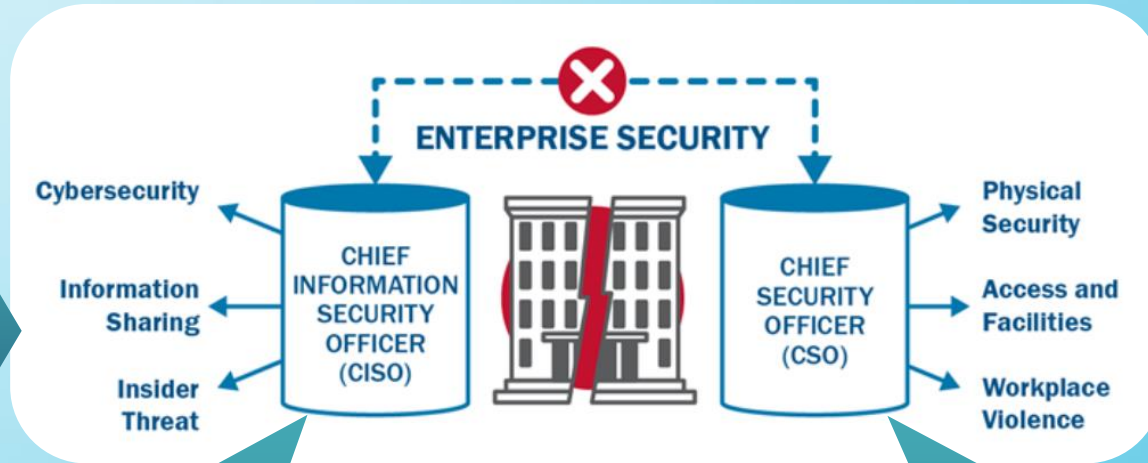 ENTERPRISE SECURITY
Cybersecurity
Information
Sharing
Insider
Threat
CHIEF
INFORMATION
SECURITY
OFFICER
(CISO)
CHIEF
SECURITY
OFFICER
(CSO)
Physical
Security
Access and
Facilities
Workplace
Violence